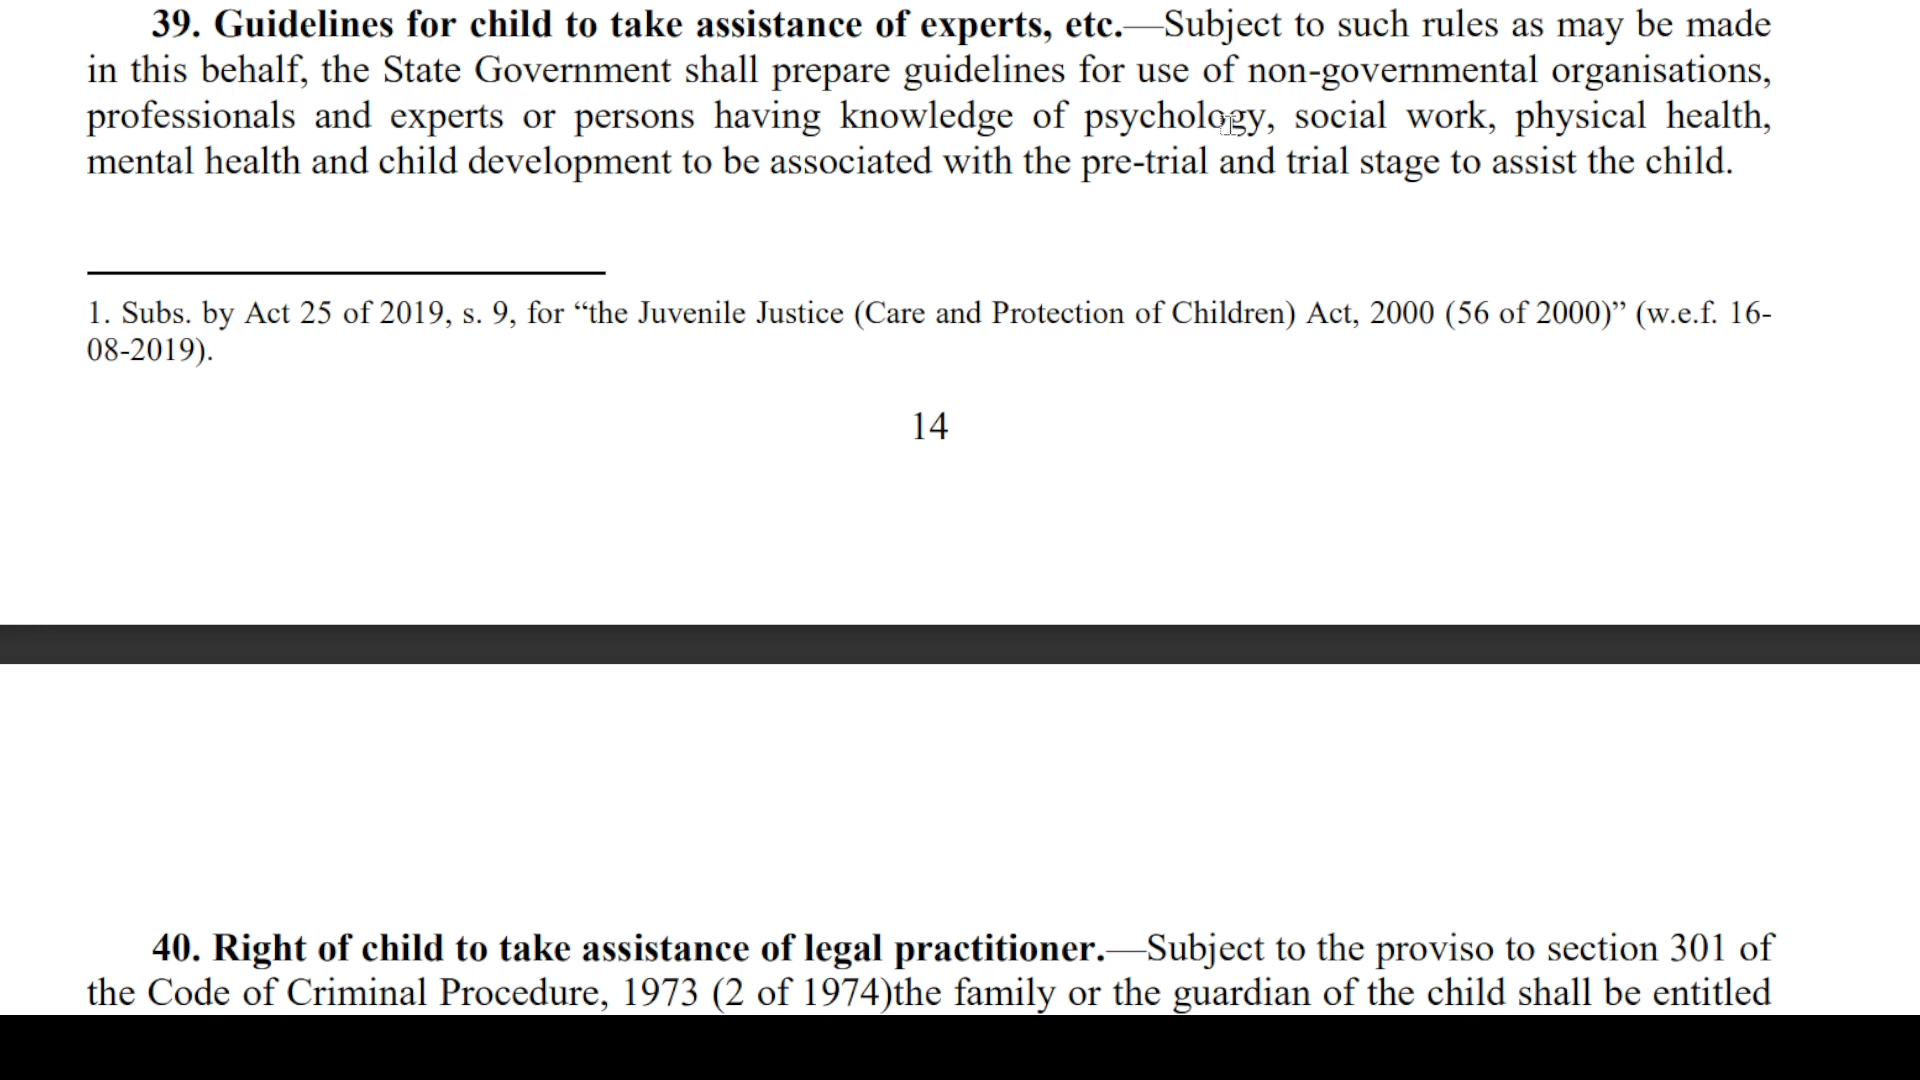 39. Guidelines for child to take assistance of experts, etc.—Subject to such rules as may be made
in this behalf, the State Government shall prepare guidelines for use of non-governmental organisations,
professionals and experts or persons having knowledge of psychology, social work, physical health,
mental health and child development to be associated with the pre-trial and trial stage to assist the child.
1. Subs. by Act 25 of 2019, s. 9, for “the Juvenile Justice (Care and Protection of Children) Act, 2000 (56 of 2000)” (w.e.f. 16-
08-2019).
14
40. Right of child to take assistance of legal practitioner.—Subject to the proviso to section 301 of
the Code of Criminal Procedure, 1973 (2 of 1974)the family or the guardian of the child shall be entitled